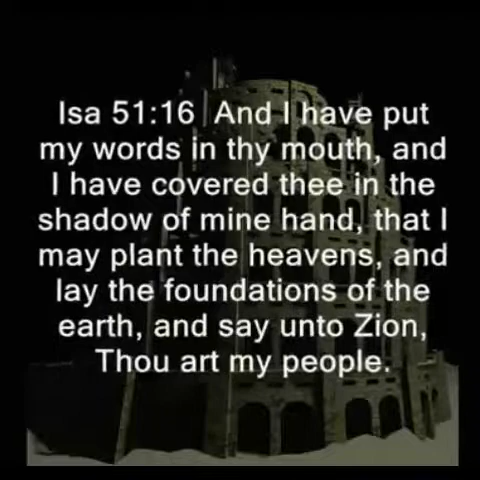 Isa 51:16  And I have put
my words in thy mouth, and
I have covered thee in the
shadow of mine hand, that I
may plant the heavens, and
lay the foundations of the
earth, and say unto Zion,
Thou art my people.